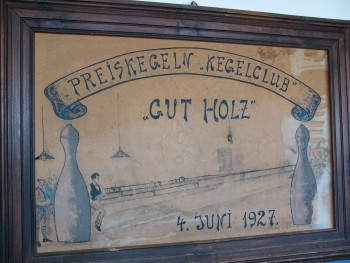 PREISKEGELN „KEGELCLUB"
„GUT HOLZ"
4. JUNI 1927.